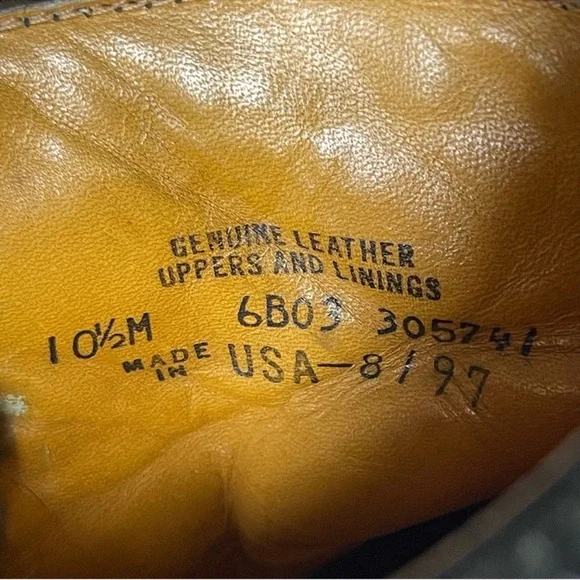 GENUINE LEATHER
UPPERS AND LININGS
10½M 6B03 305741
MADE IN USA-8/97